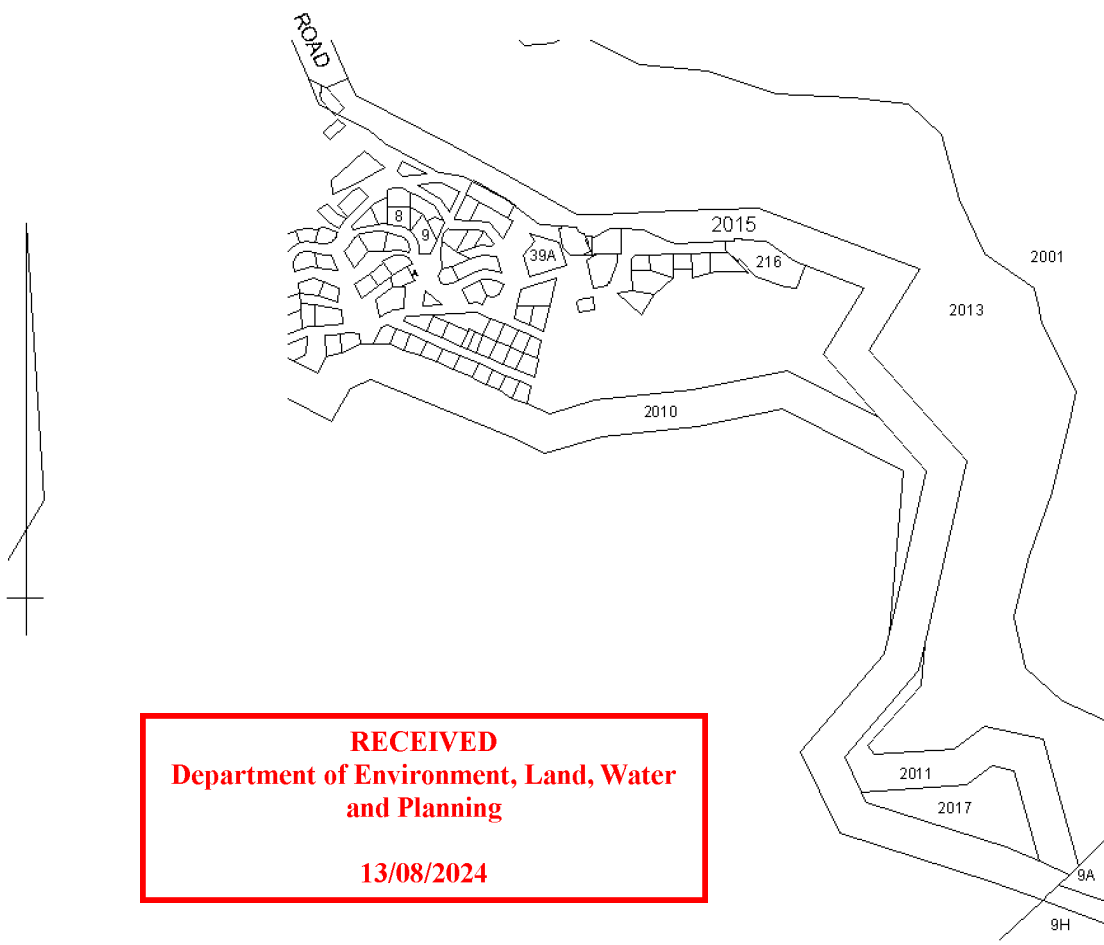 ROAD
8
9
39A
2015
216
2001
2013
2010
RECEIVED
Department of Environment, Land, Water
and Planning
13/08/2024
2011
2017
9A
9H